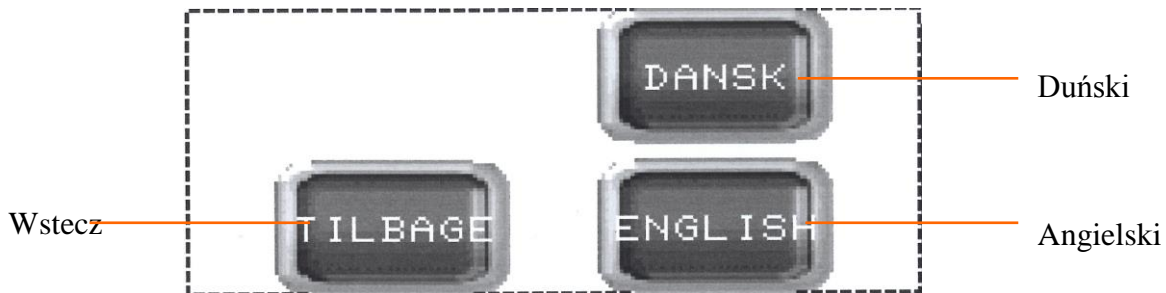 DANSK
Duński
Wstecz
TILBAGE
ENGLISH
Angielski